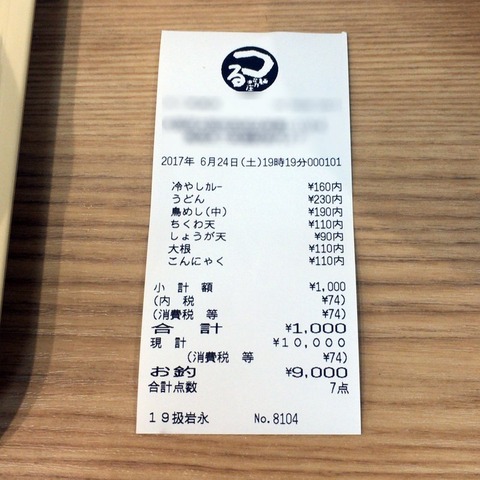 つる
2017年 6月24日(土)19時19分000101
冷やしカレー ¥160内
うどん ¥230内
鳥めし(中) ¥190内
ちくわ天 ¥110内
しょうが天 ¥90内
大根 ¥110内
こんにゃく ¥110内
小 計 額 ¥1,000
(内 税 ¥74)
(消費税 等 ¥74)
合 計 ¥1,000
現 計 ¥10,000
(消費税 等 ¥74)
お釣 ¥9,000
合計点数 7点
19扱岩永 No.8104